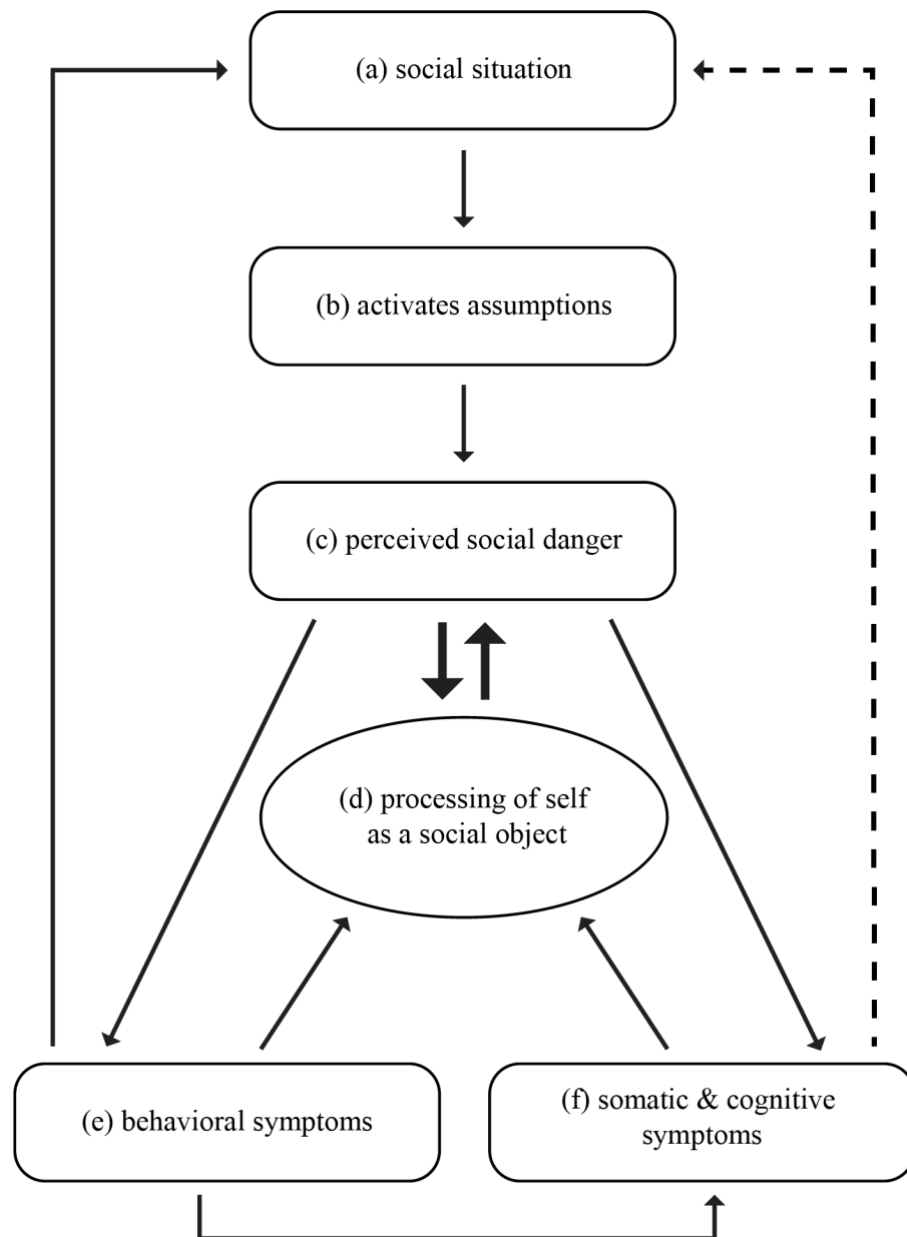 (a) social situation
(b) activates assumptions
(c) perceived social danger
(d) processing of self
as a social object
(e) behavioral symptoms
(f) somatic & cognitive
symptoms